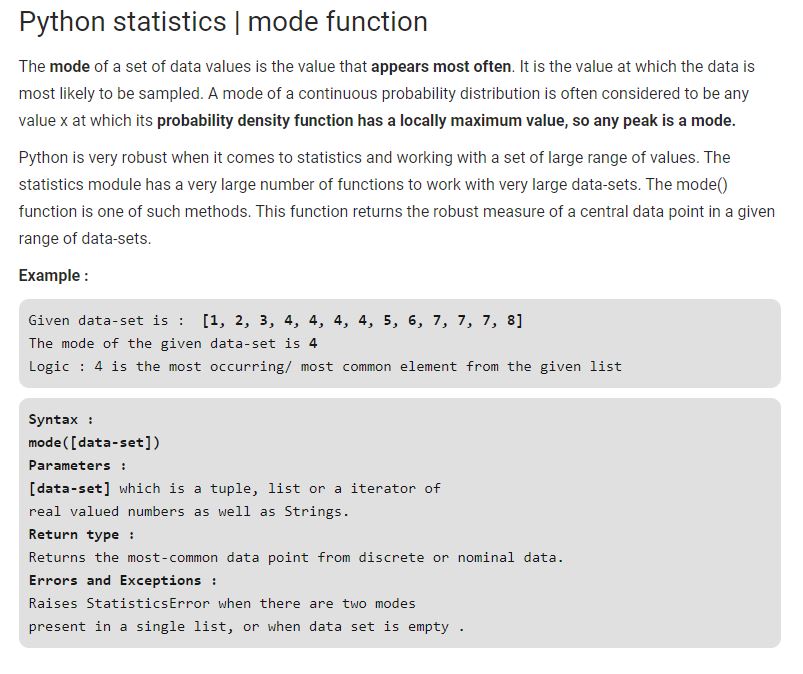 Python statistics | mode function
The mode of a set of data values is the value that appears most often. It is the value at which the data is
most likely to be sampled. A mode of a continuous probability distribution is often considered to be any
value x at which its probability density function has a locally maximum value, so any peak is a mode.
Python is very robust when it comes to statistics and working with a set of large range of values. The
statistics module has a very large number of functions to work with very large data-sets. The mode()
function is one of such methods. This function returns the robust measure of a central data point in a given
range of data-sets.
Example :
Given data-set is :  [1, 2, 3, 4, 4, 4, 4, 5, 6, 7, 7, 7, 8]
The mode of the given data-set is 4
Logic : 4 is the most occurring/ most common element from the given list
Syntax :
mode([data-set])
Parameters :
[data-set] which is a tuple, list or a iterator of
real valued numbers as well as Strings.
Return type :
Returns the most-common data point from discrete or nominal data.
Errors and Exceptions :
Raises StatisticsError when there are two modes
present in a single list, or when data set is empty .